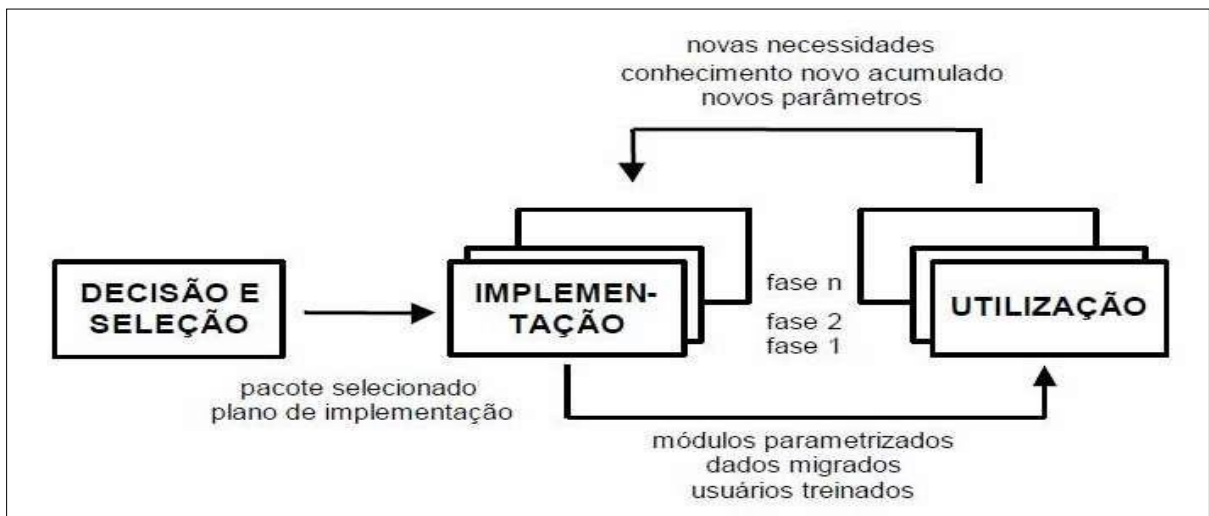 novas necessidades
conhecimento novo acumulado
novos parâmetros
DECISÃO E
SELEÇÃO
IMPLEMEN-
TAÇÃO
fase n
fase 2
fase 1
UTILIZAÇÃO
pacote selecionado
plano de implementação
módulos parametrizados
dados migrados
usuários treinados